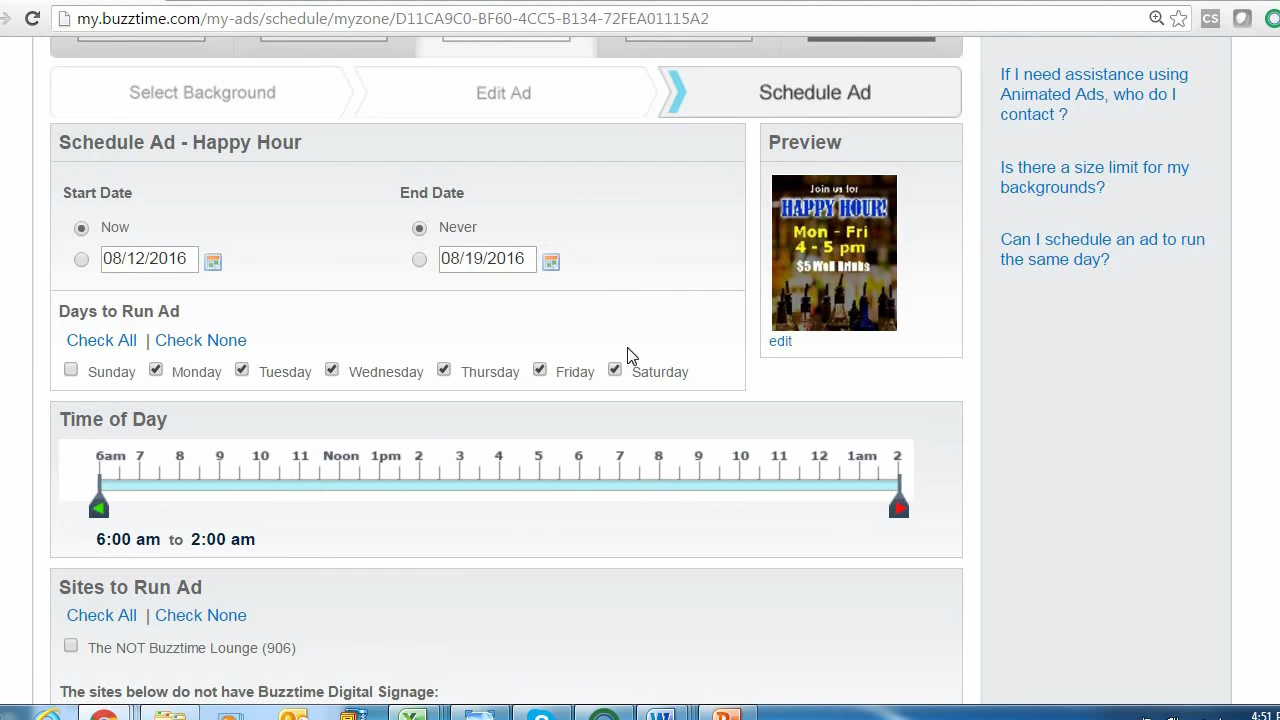 my.buzztime.com/my-ads/schedule/myzone/D11CA9C0-BF60-4CC5-B134-72FEA01115A2
CS
Select Background
Edit Ad
Schedule Ad
If I need assistance using
Animated Ads, who do I
contact ?
Is there a size limit for my
backgrounds?
Can I schedule an ad to run
the same day?
Schedule Ad - Happy Hour
Start Date
End Date
Now
Never
08/12/2016
08/19/2016
Days to Run Ad
Check All | Check None
Sunday Monday Tuesday Wednesday Thursday Friday Saturday
Preview
Join us for
HAPPY HOUR!
Mon - Fri
4 - 5 pm
$5 Well Drinks
edit
Time of Day
6am 7 8 9 10 11 Noon 1pm 2 3 4 5 6 7 8 9 10 11 12 1am 2
6:00 am to 2:00 am
Sites to Run Ad
Check All | Check None
The NOT Buzztime Lounge (906)
The sites below do not have Buzztime Digital Signage: